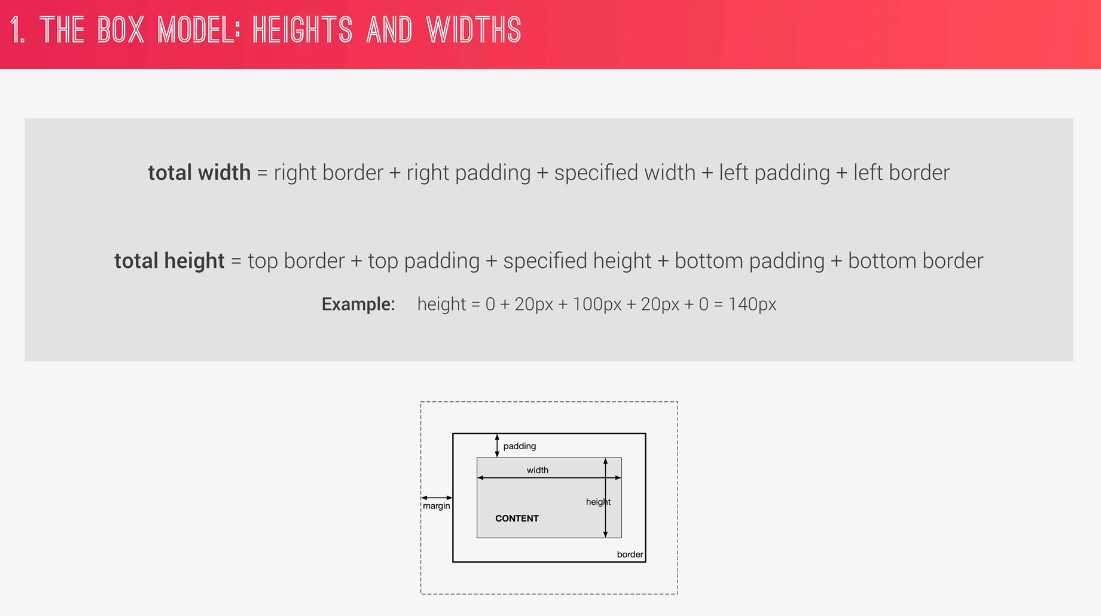 1. THE BOX MODEL: HEIGHTS AND WIDTHS
total width = right border + right padding + specified width + left padding + left border
total height = top border + top padding + specified height + bottom padding + bottom border
Example: height = 0 + 20px + 100px + 20px + 0 = 140px
padding
width
height
margin
CONTENT
border